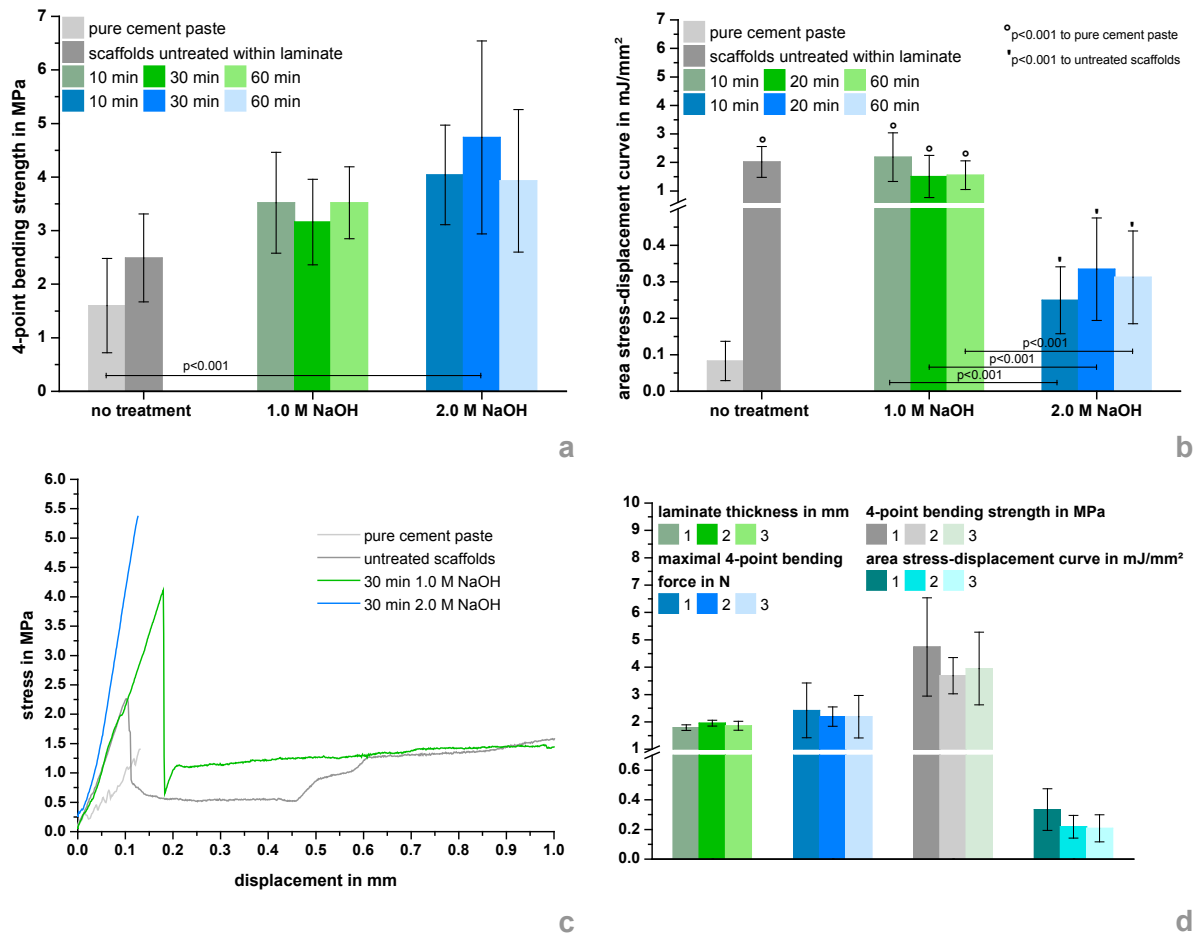 7
6
5
4
3
2
1
0
4-point bending strength in MPa
pure cement paste
scaffolds untreated within laminate
10 min 30 min 60 min
10 min 30 min 60 min
p<0.001
no treatment 1.0 M NaOH 2.0 M NaOH
a
7
6
5
4
3
2
1
0.4
0.3
0.2
0.1
0.0
area stress-displacement curve in mJ/mm²
pure cement paste
scaffolds untreated within laminate
10 min 20 min 60 min
10 min 20 min 60 min
°p<0.001 to pure cement paste
'p<0.001 to untreated scaffolds
p<0.001
p<0.001
p<0.001
no treatment 1.0 M NaOH 2.0 M NaOH
b
6.0
5.5
5.0
4.5
4.0
3.5
3.0
2.5
2.0
1.5
1.0
0.5
0.0
stress in MPa
pure cement paste
untreated scaffolds
30 min 1.0 M NaOH
30 min 2.0 M NaOH
0.0 0.1 0.2 0.3 0.4 0.5 0.6 0.7 0.8 0.9 1.0
displacement in mm
c
10
9
8
7
6
5
4
3
2
1
0.6
0.4
0.2
0.0
laminate thickness in mm
1 2 3
maximal 4-point bending
force in N
1 2 3
4-point bending strength in MPa
1 2 3
area stress-displacement curve in mJ/mm²
1 2 3
d